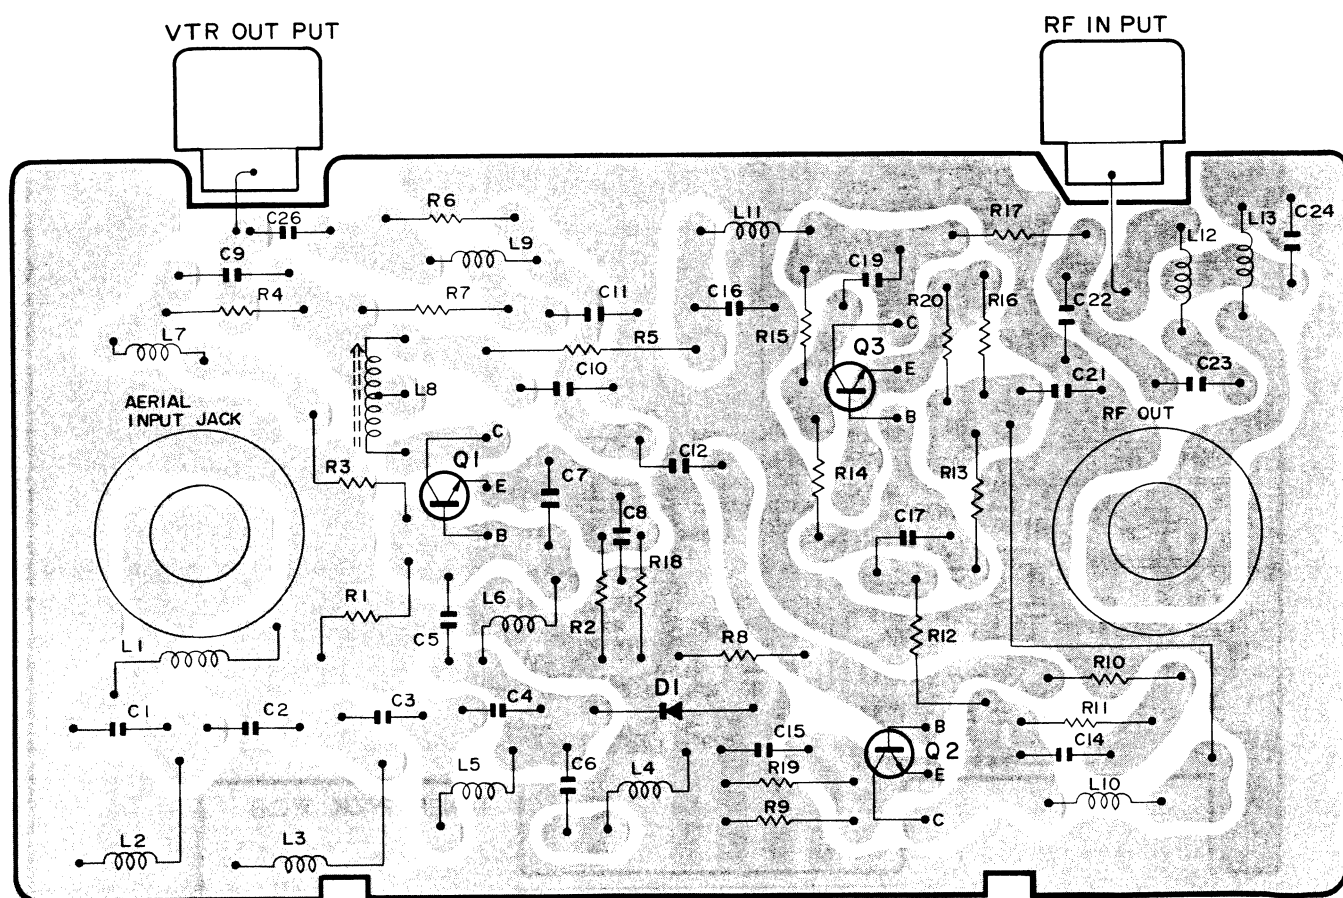 VTR OUT PUT
RF IN PUT
C26
R6
L11
R17
L12
L13
C24
C9
L9
C19
R4
R7
C11
C16
R20
R16
C22
L7
R5
R15
C
Q3
E
C10
L8
C21
C23
AERIAL
INPUT JACK
B
RF OUT
C
Q1
C12
R3
E
C7
R14
R13
C8
C17
B
R18
R1
C5
L6
R2
R12
L1
R8
R10
D1
C1
C2
C3
C4
R11
B
C15
Q2
C14
L5
C6
L4
R19
E
L10
R9
C
L2
L3